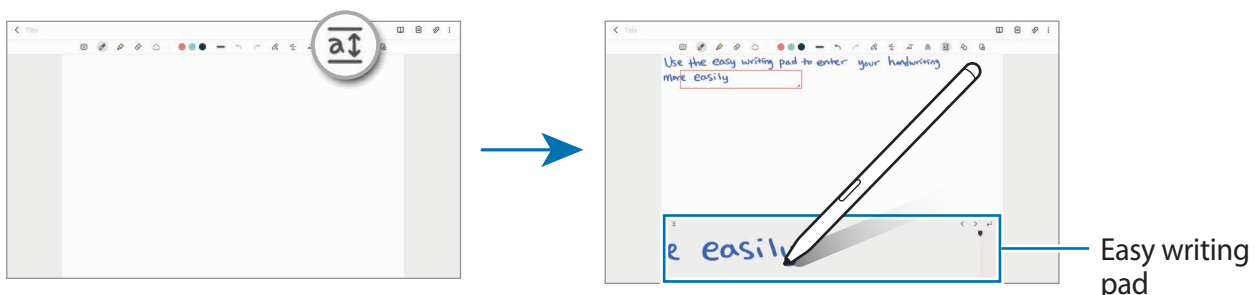 Title
a
Title
Use the easy writing pad to enter your handwriting
more easily
e easily
Easy writing
pad